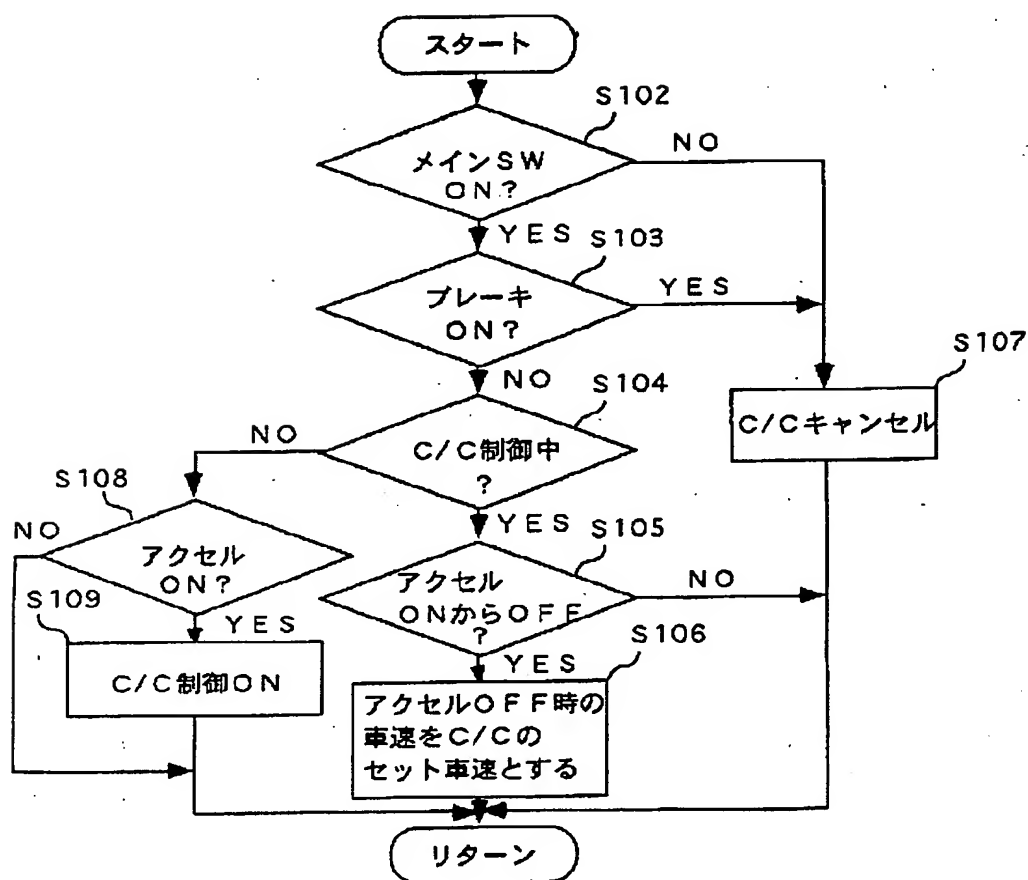 スタート
S102
メインSW
ON?
NO
YES
S103
ブレーキ
ON?
YES
NO
S104
C/C制御中
?
NO
YES
S107
C/Cキャンセル
S108
アクセル
ON?
NO
YES
S105
アクセル
ONからOFF
?
NO
YES
S109
C/C制御ON
S106
アクセルOFF時の
車速をC/Cの
セット車速とする
リターン